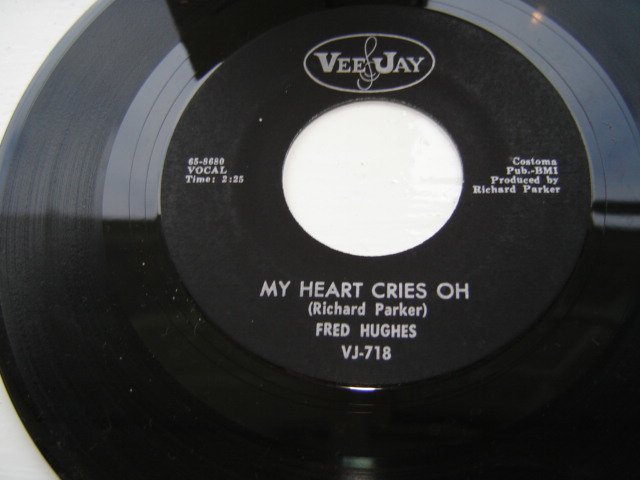 VEE JAY
65-8680
VOCAL
Time: 2:25
Costoma
Pub.-BMI
Produced by
Richard Parker
MY HEART CRIES OH
(Richard Parker)
FRED HUGHES
VJ-718